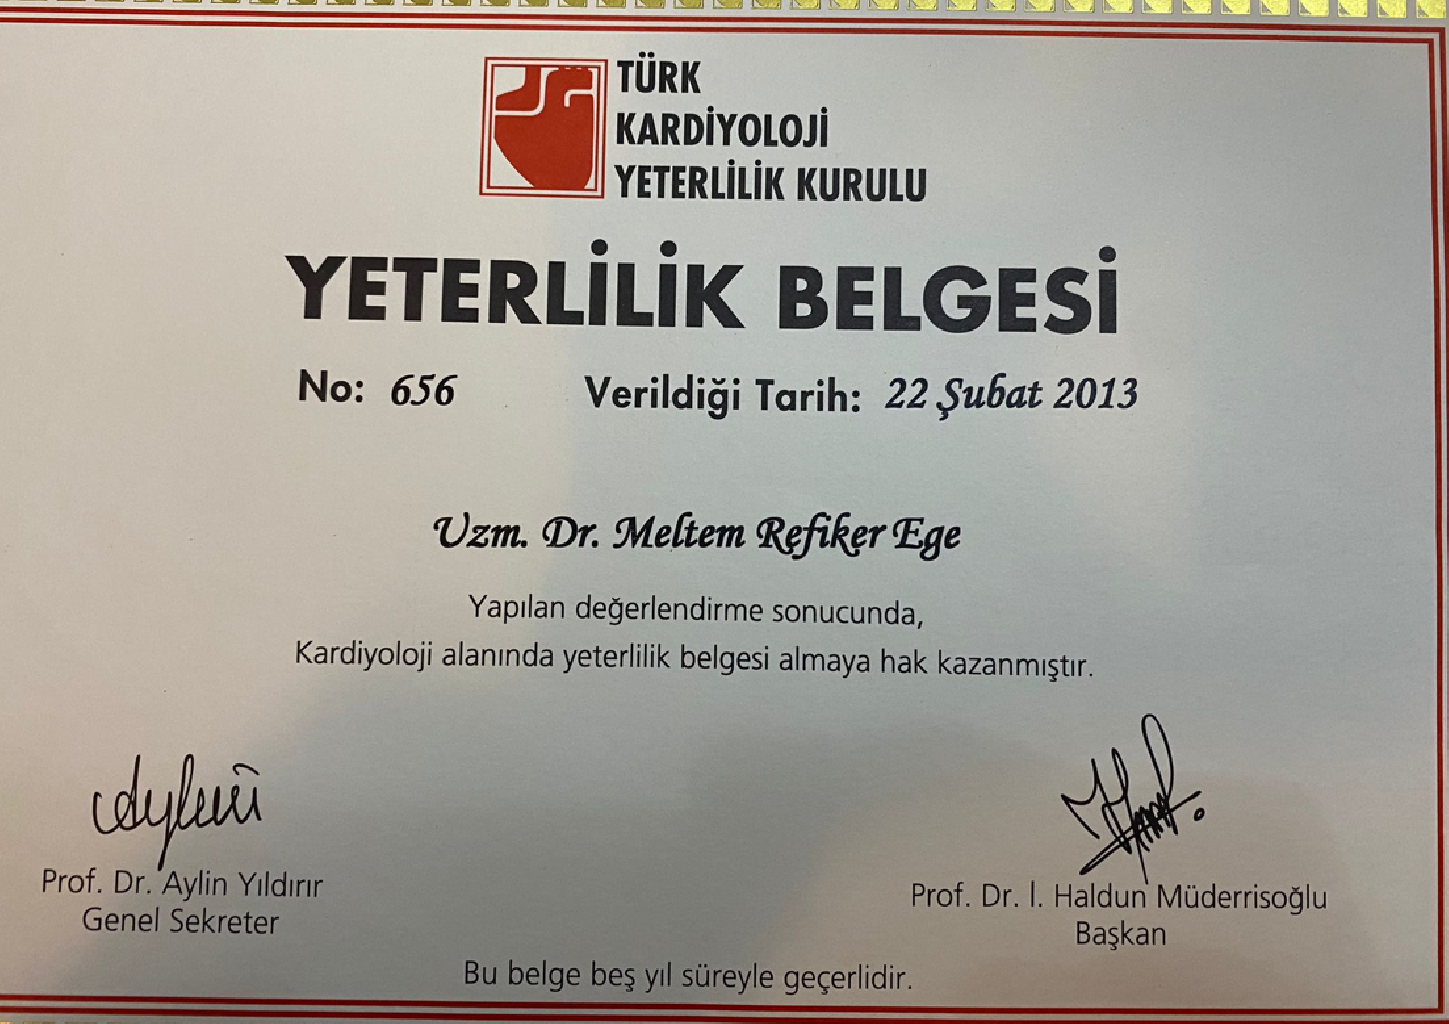 TÜRK
KARDİYOLOJİ
YETERLİLİK KURULU
YETERLİLİK BELGESİ
No: 656 Verildiği Tarih: 22 Şubat 2013
Uzm. Dr. Meltem Refiker Ege
Yapılan değerlendirme sonucunda,
Kardiyoloji alanında yeterlilik belgesi almaya hak kazanmıştır.
Prof. Dr. Aylin Yıldırır
Genel Sekreter
Prof. Dr. İ. Haldun Müderrisoğlu
Başkan
Bu belge beş yıl süreyle geçerlidir.